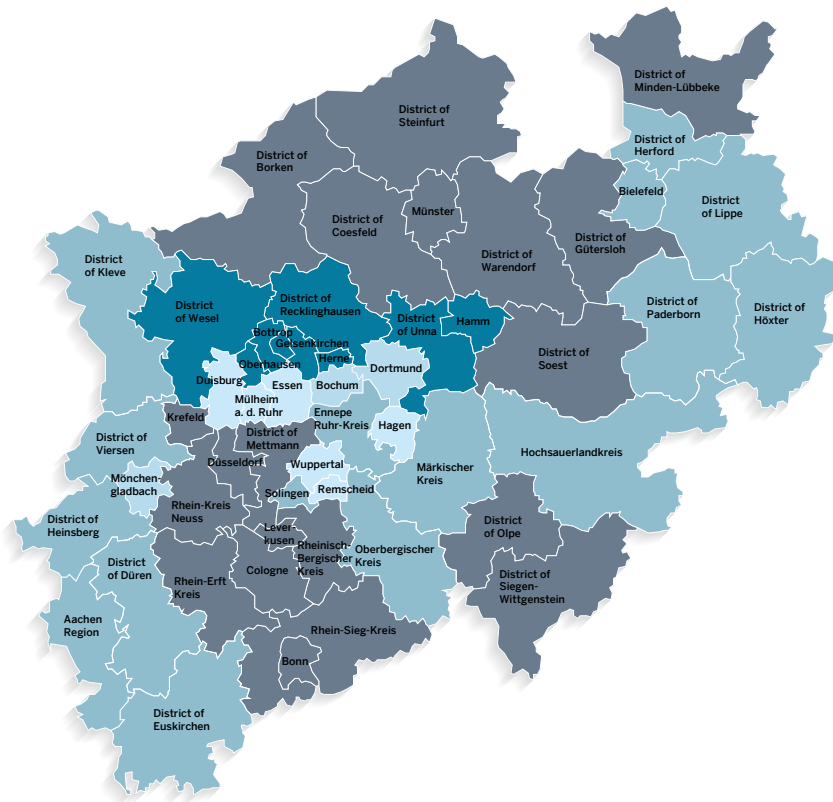 District of
Minden-Lübbeke
District of
Steinfurt
District of
Herford
District of
Borken
Bielefeld
District
of Lippe
Münster
District of
Coesfeld
District of
Gütersloh
District of
Warendorf
District
of Kleve
District of
Wesel
District of
Recklinghausen
District of
Paderborn
District of
Höxter
District
of Unna
Hamm
Bottrop
Gelsenkirchen
Herne
Oberhausen
District
of Soest
Dortmund
Duisburg
Essen
Bochum
Mülheim
a. d. Ruhr
Krefeld
Ennepe
Ruhr-Kreis
Hagen
District of
Mettmann
District of
Viersen
Hochsauerlandkreis
Düsseldorf
Wuppertal
Märkischer
Kreis
Mönchen-
gladbach
Solingen
Remscheid
Rhein-Kreis
Neuss
District of
Heinsberg
District
of Olpe
Lever-
kusen
Rheinisch-
Bergischer
Kreis
Oberbergischer
Kreis
District
of Düren
Cologne
Rhein-Erft
Kreis
District of
Siegen-
Wittgenstein
Aachen
Region
Rhein-Sieg-Kreis
Bonn
District of
Euskirchen